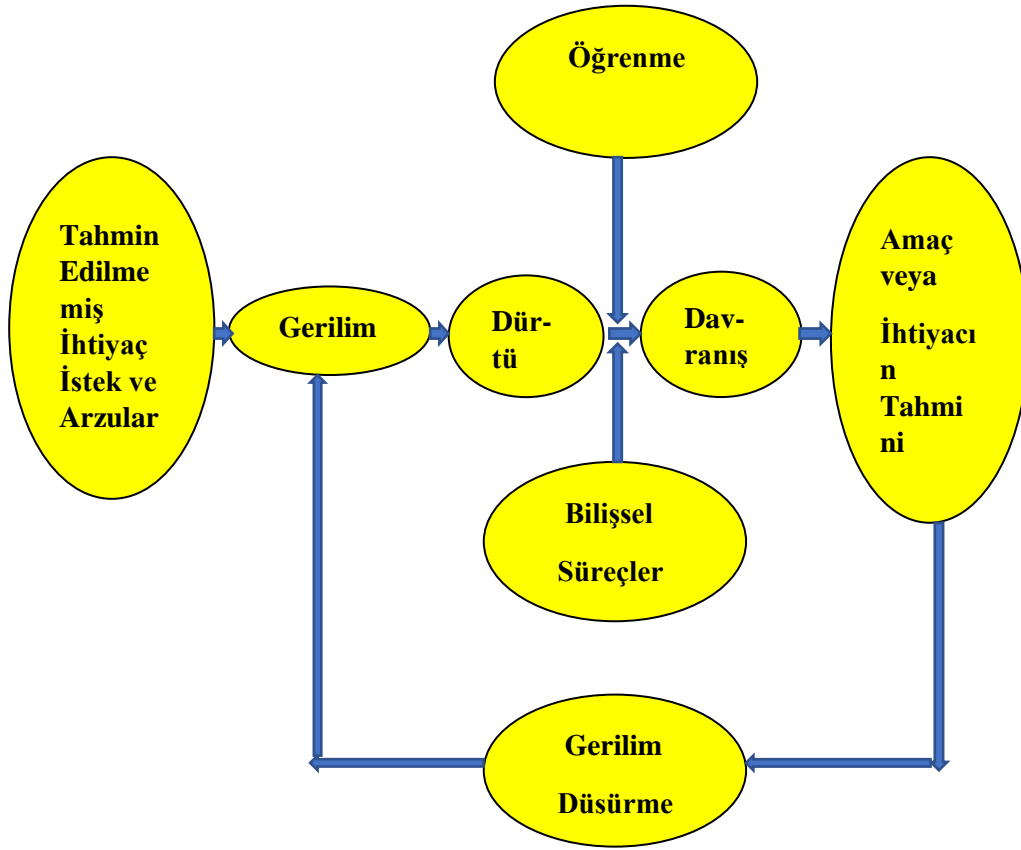 Öğrenme
Tahmin
Edilme
miş
İhtiyaç
İstek ve
Arzular
Gerilim
Dür-
tü
Dav-
ranış
Amaç
veya
İhtiyacı
n
Tahmi
ni
Bilişsel
Süreçler
Gerilim
Düsürme